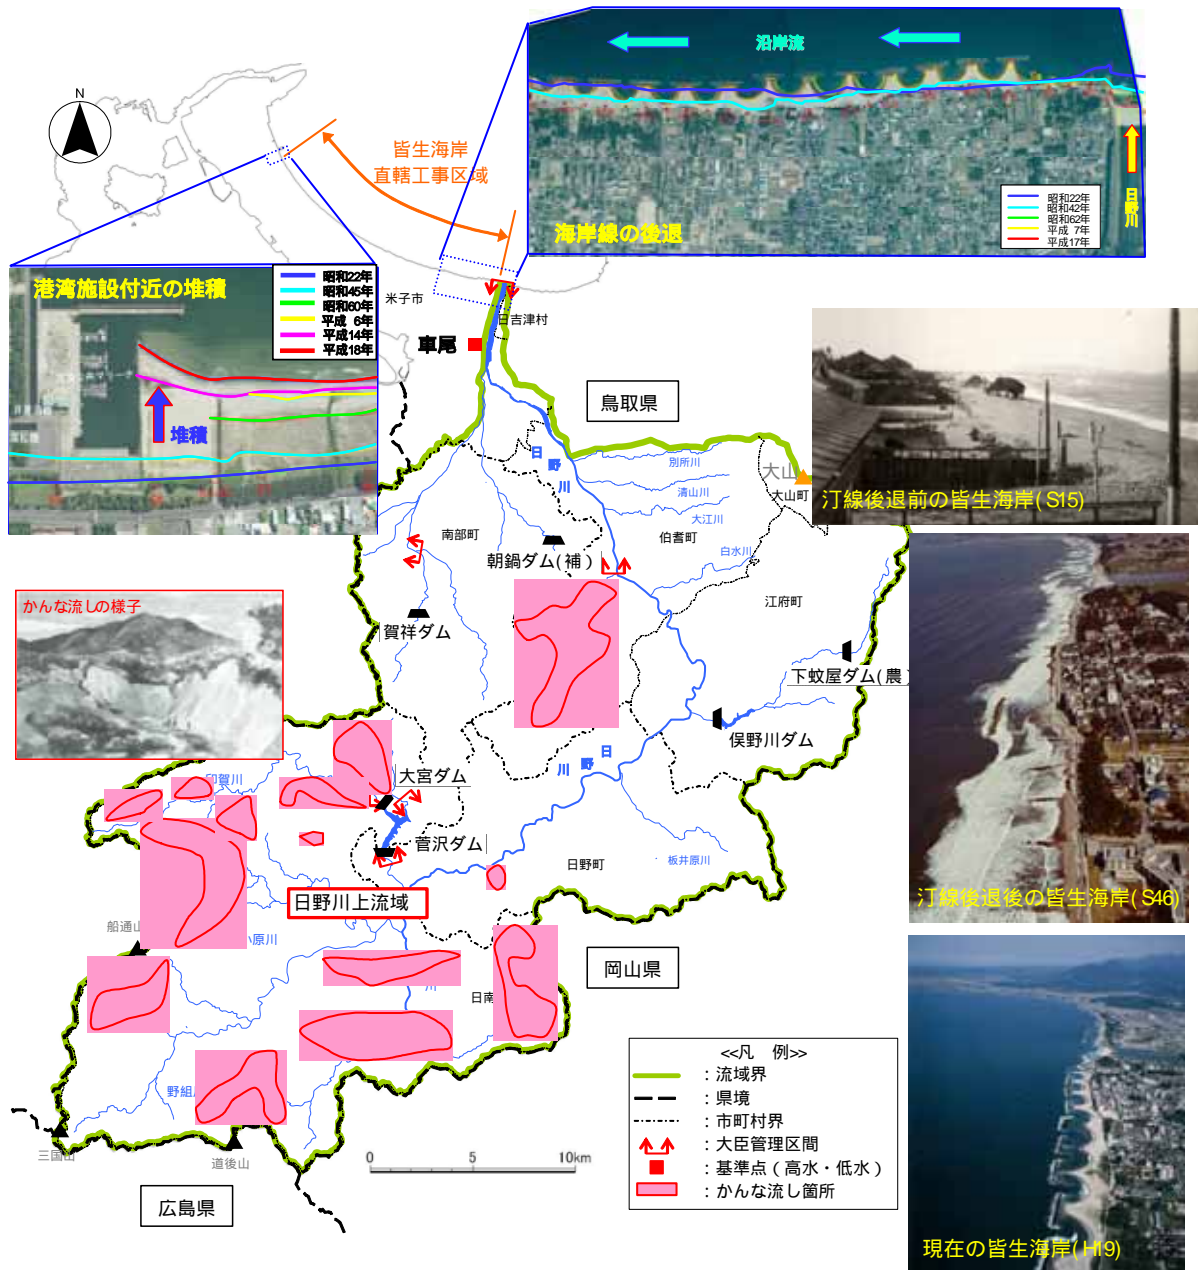 沿岸流
日野川
昭和22年
昭和42年
昭和62年
平成 7年
平成17年
海岸線の後退
N
皆生海岸
直轄工事区域
港湾施設付近の堆積
昭和22年
昭和45年
昭和60年
平成 6年
平成14年
平成18年
堆積
米子市
日吉津村
車尾
鳥取県
日野川
別所川
清山川
大江川
白水川
大山
大山町
伯耆町
南部町
朝鍋ダム(補)
江府町
賀祥ダム
下蚊屋ダム(農)
俣野川ダム
日野川
汀線後退前の皆生海岸(S15)
汀線後退後の皆生海岸(S46)
現在の皆生海岸(H19)
かんな流しの様子
印賀川
大宮ダム
菅沢ダム
日野町
板井原川
日野川上流域
船通山
小原川
川
日南
岡山県
野組
三国山
道後山
広島県
0 5 10km
<<凡 例>>
:流域界
:県境
:市町村界
:大臣管理区間
:基準点(高水・低水)
:かんな流し箇所